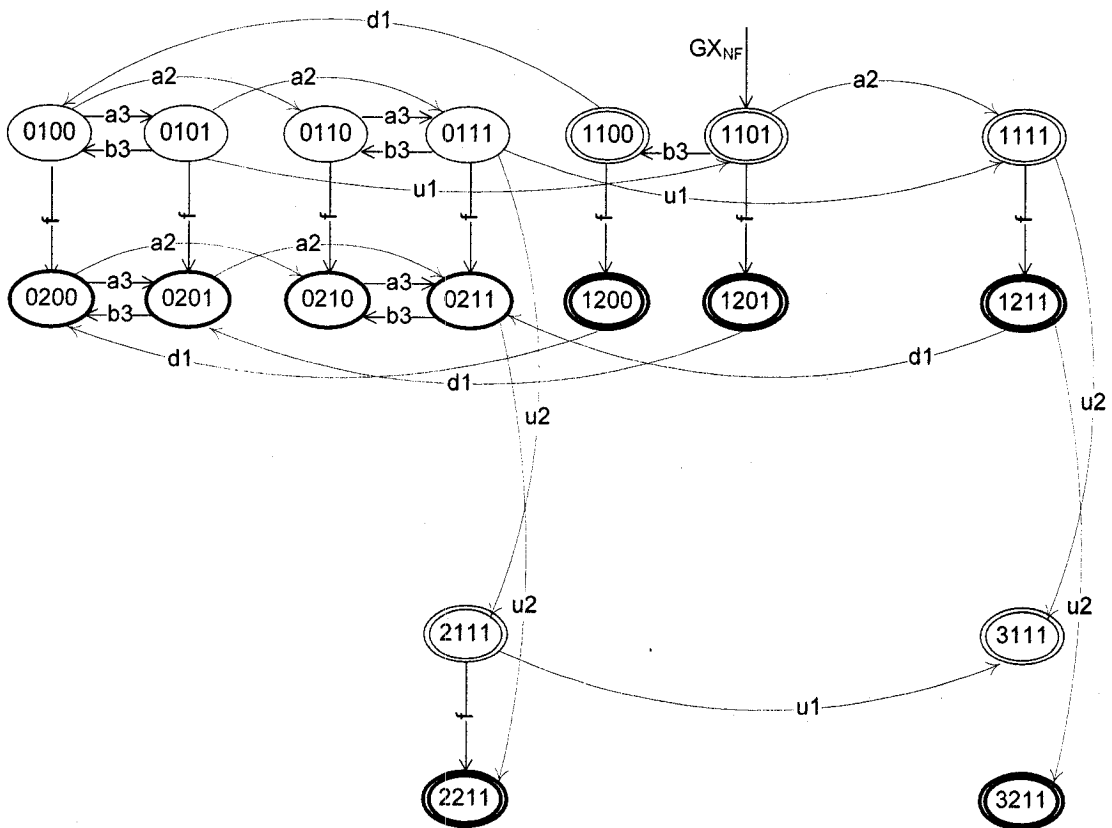 d1
GX_NF
a2 a2 a2
0100 a3 0101 0110 a3 0111 1100 1101 1111
b3 b3 b3
u1 u1
f f f f f f f
a2 a2
0200 a3 0201 0210 a3 0211 1200 1201 1211
b3 b3
d1 d1 d1
u2 u2
u2 u2
2111 3111
u1
f
2211 3211